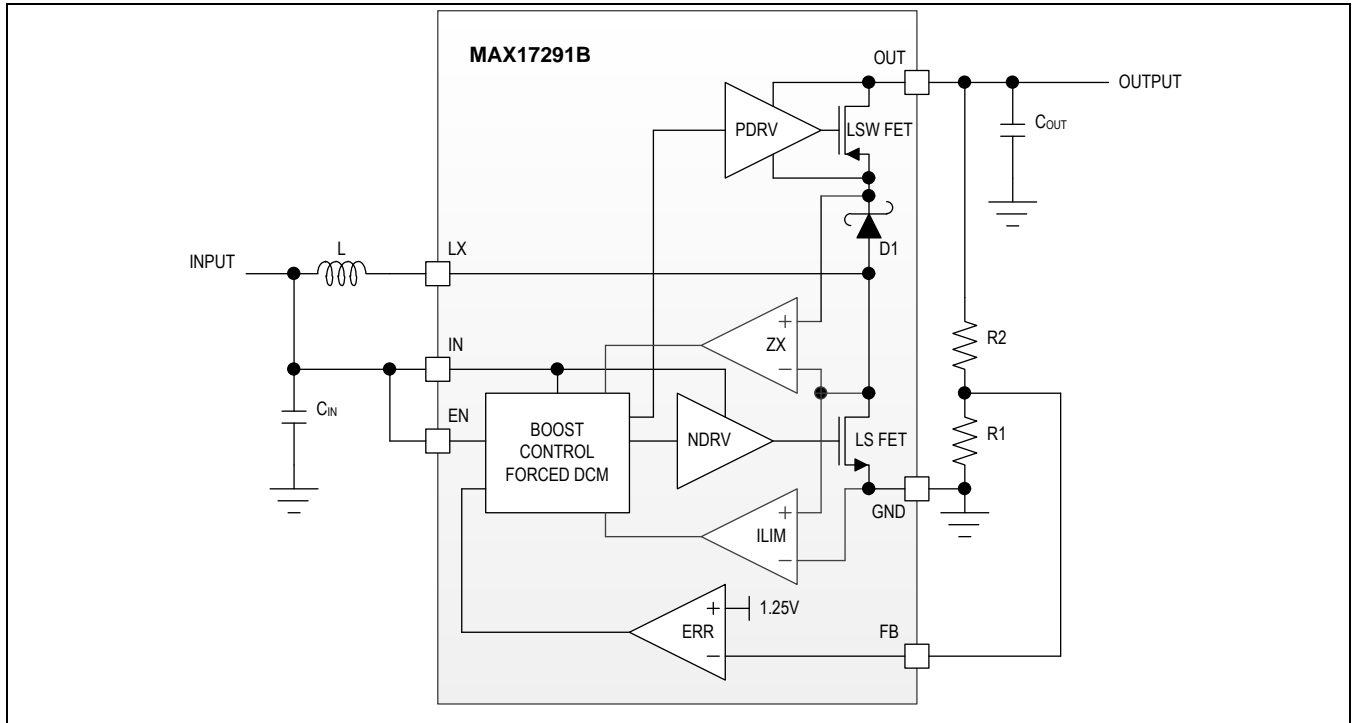 MAX17291B
OUT
OUTPUT
PDRV
LSW FET
COUT
D1
INPUT
L
LX
+
ZX
−
R2
IN
CIN
EN
BOOST
CONTROL
FORCED DCM
NDRV
LS FET
R1
GND
+
ILIM
−
+
1.25V
ERR
−
FB